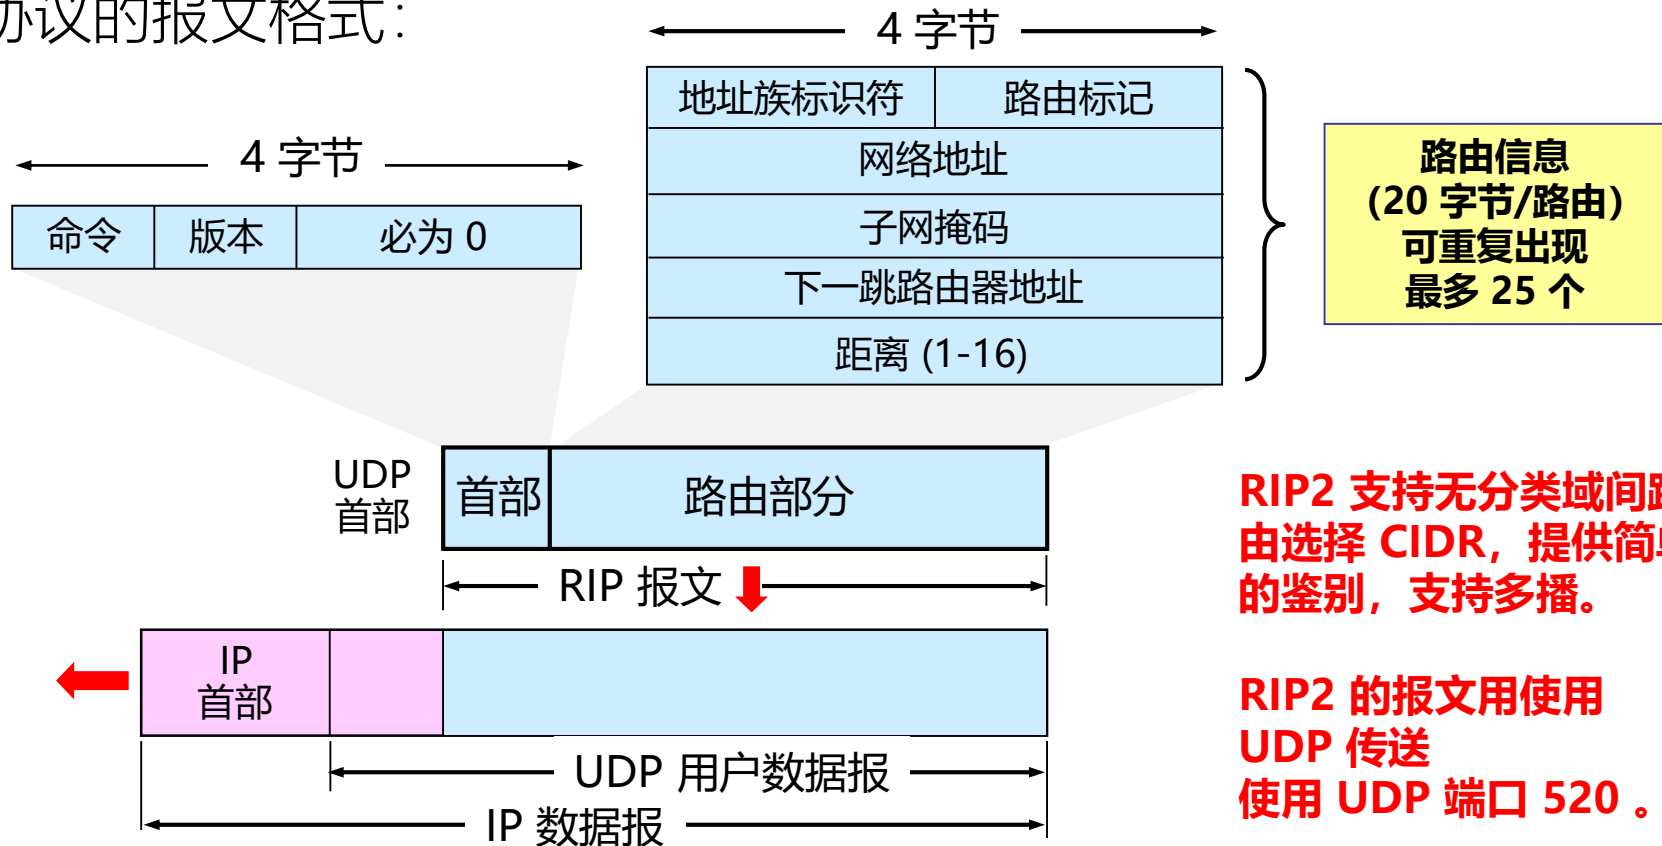 协议的报文格式：
4 字节
地址族标识符 路由标记
网络地址
子网掩码
下一跳路由器地址
距离 (1-16)
路由信息
（20 字节/路由）
可重复出现
最多 25 个
4 字节
命令 版本 必为 0
UDP
首部
首部 路由部分
RIP 报文
IP
首部
UDP 用户数据报
IP 数据报
RIP2 支持无分类域间路
由选择 CIDR，提供简单
的鉴别，支持多播。
RIP2 的报文用使用
UDP 传送
使用 UDP 端口 520 。